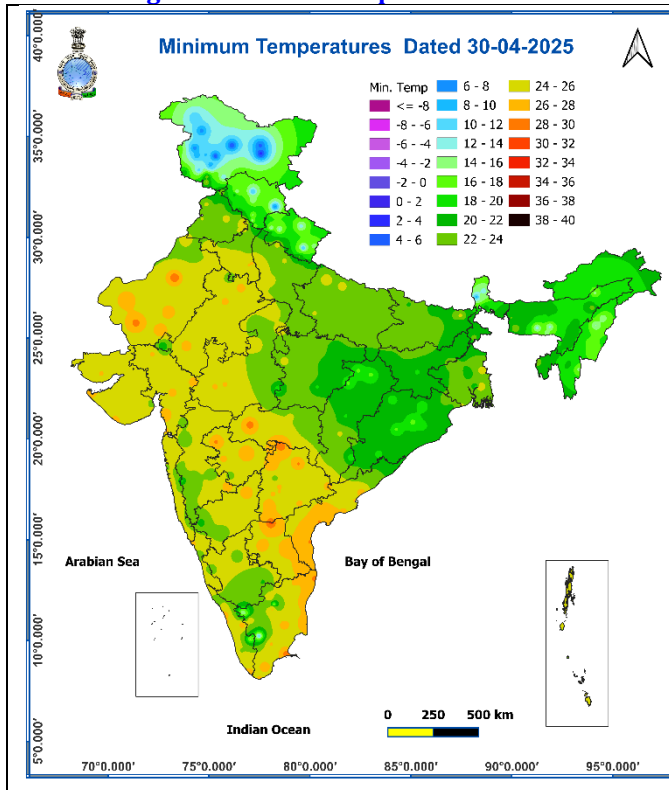 Minimum Temperatures Dated 30-04-2025
Min. Temp
<= -8
-8 - -6
-6 - -4
-4 - -2
-2 - 0
0 - 2
2 - 4
4 - 6
6 - 8
8 - 10
10 - 12
12 - 14
14 - 16
16 - 18
18 - 20
20 - 22
22 - 24
24 - 26
26 - 28
28 - 30
30 - 32
32 - 34
34 - 36
36 - 38
38 - 40
40°0.000'
35°0.000'
30°0.000'
25°0.000'
20°0.000'
15°0.000'
10°0.000'
5°0.000'
Arabian Sea
Bay of Bengal
Indian Ocean
0 250 500 km
70°0.000' 75°0.000' 80°0.000' 85°0.000' 90°0.000' 95°0.000'